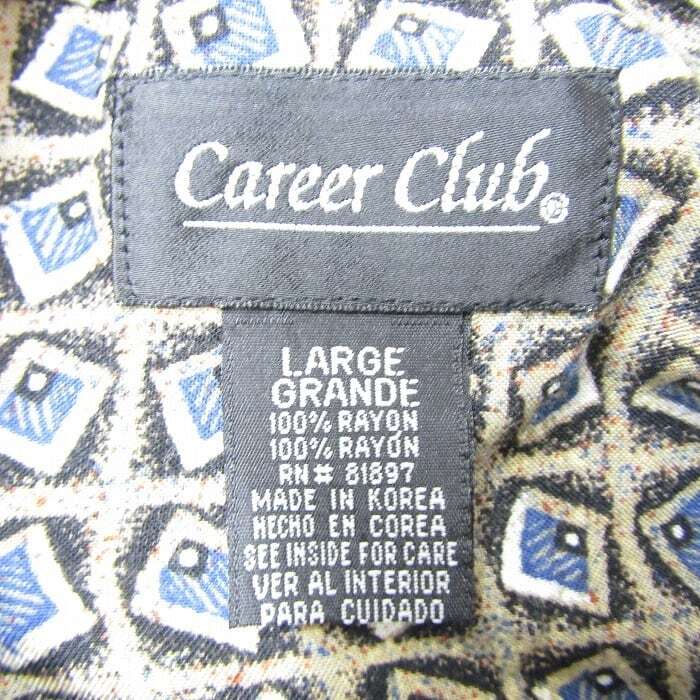 Career Club
LARGE
GRANDE
100% RAYON
100% RAYON
RN# 81897
MADE IN KOREA
HECHO EN COREA
SEE INSIDE FOR CARE
VER AL INTERIOR
PARA CUIDADO